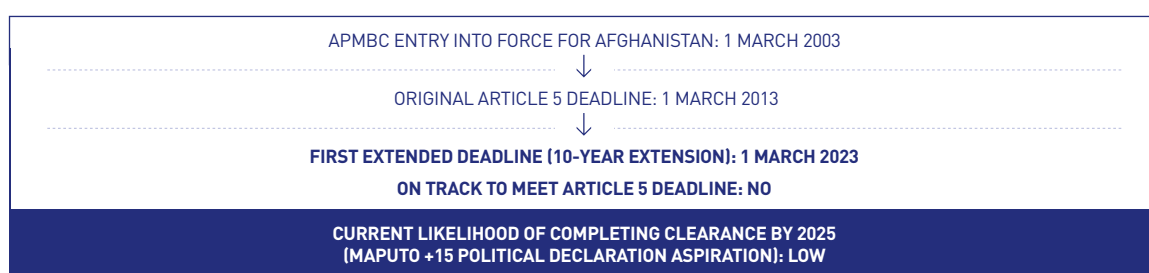 APMBC ENTRY INTO FORCE FOR AFGHANISTAN: 1 MARCH 2003
ORIGINAL ARTICLE 5 DEADLINE: 1 MARCH 2013
FIRST EXTENDED DEADLINE (10-YEAR EXTENSION): 1 MARCH 2023
ON TRACK TO MEET ARTICLE 5 DEADLINE: NO
CURRENT LIKELIHOOD OF COMPLETING CLEARANCE BY 2025
(MAPUTO +15 POLITICAL DECLARATION ASPIRATION): LOW